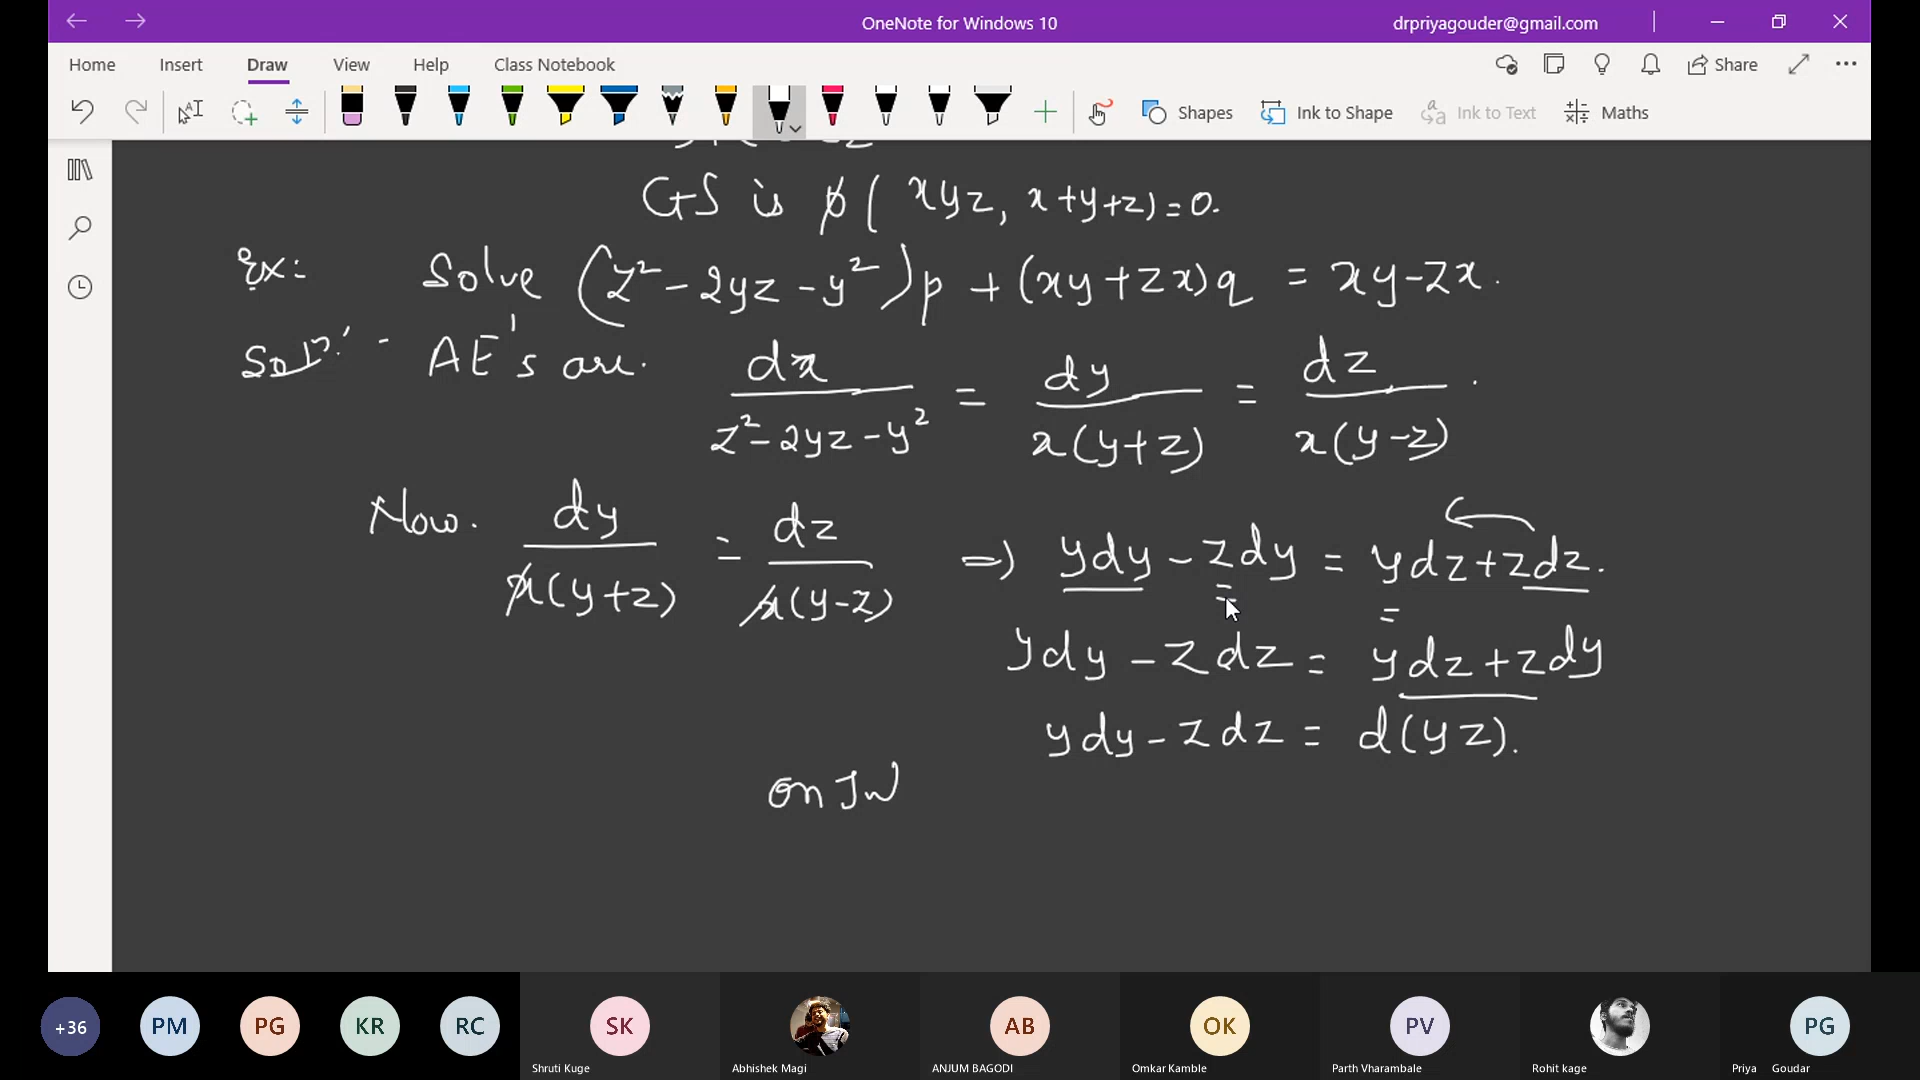 OneNote for Windows 10 drpriyagouder@gmail.com
Home Insert Draw View Help Class Notebook Share
Shapes Ink to Shape Ink to Text Maths
GS is ϕ( xyz, x+y+z)=0.
Ex: Solve (z² - 2yz - y²)p + (xy+zx)q = xy-zx.
Solⁿ: - AE's are. dx/(z²-2yz-y²) = dy/(x(y+z)) = dz/(x(y-z)) .
Now. dy/(x(y+z)) = dz/(x(y-z)) => ydy - zdy = ydz+zdz.
ydy - zdz = ydz+zdy
ydy - zdz = d(yz).
on
+36 PM PG KR RC SK AB OK PV PG
Shruti Kuge Abhishek Magi ANJUM BAGODI Omkar Kamble Parth Vharambale Rohit kage Priya Goudar